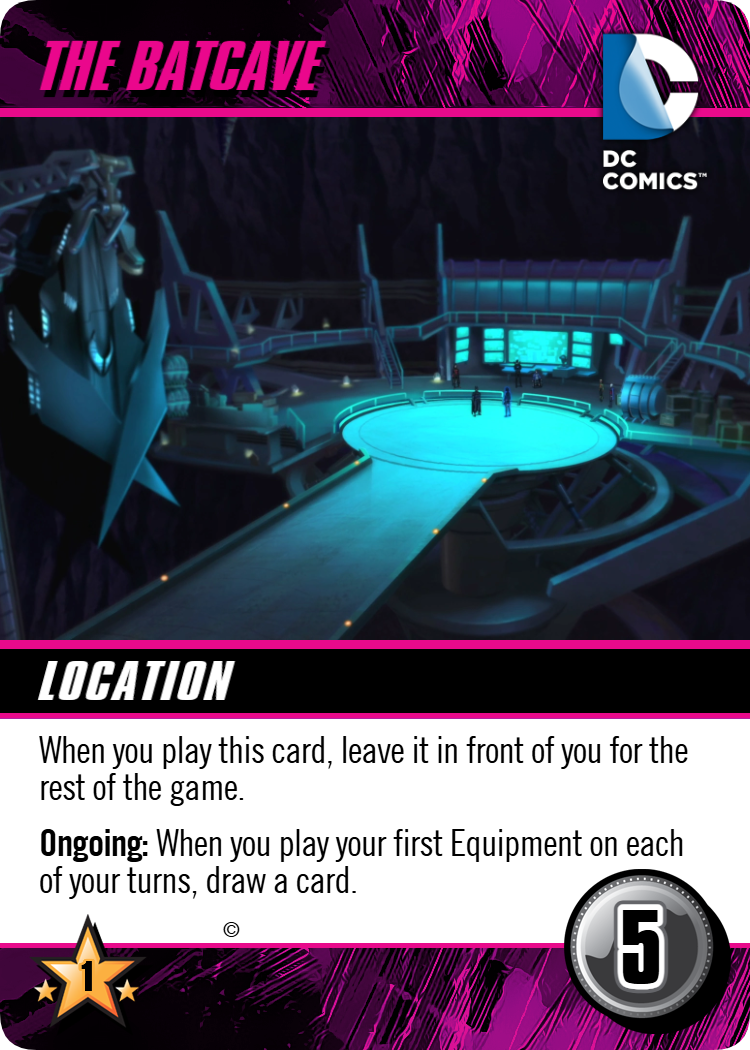 THE BATCAVE
DC
COMICS™
LOCATION
When you play this card, leave it in front of you for the
rest of the game.
Ongoing: When you play your first Equipment on each
of your turns, draw a card.
©
1
5